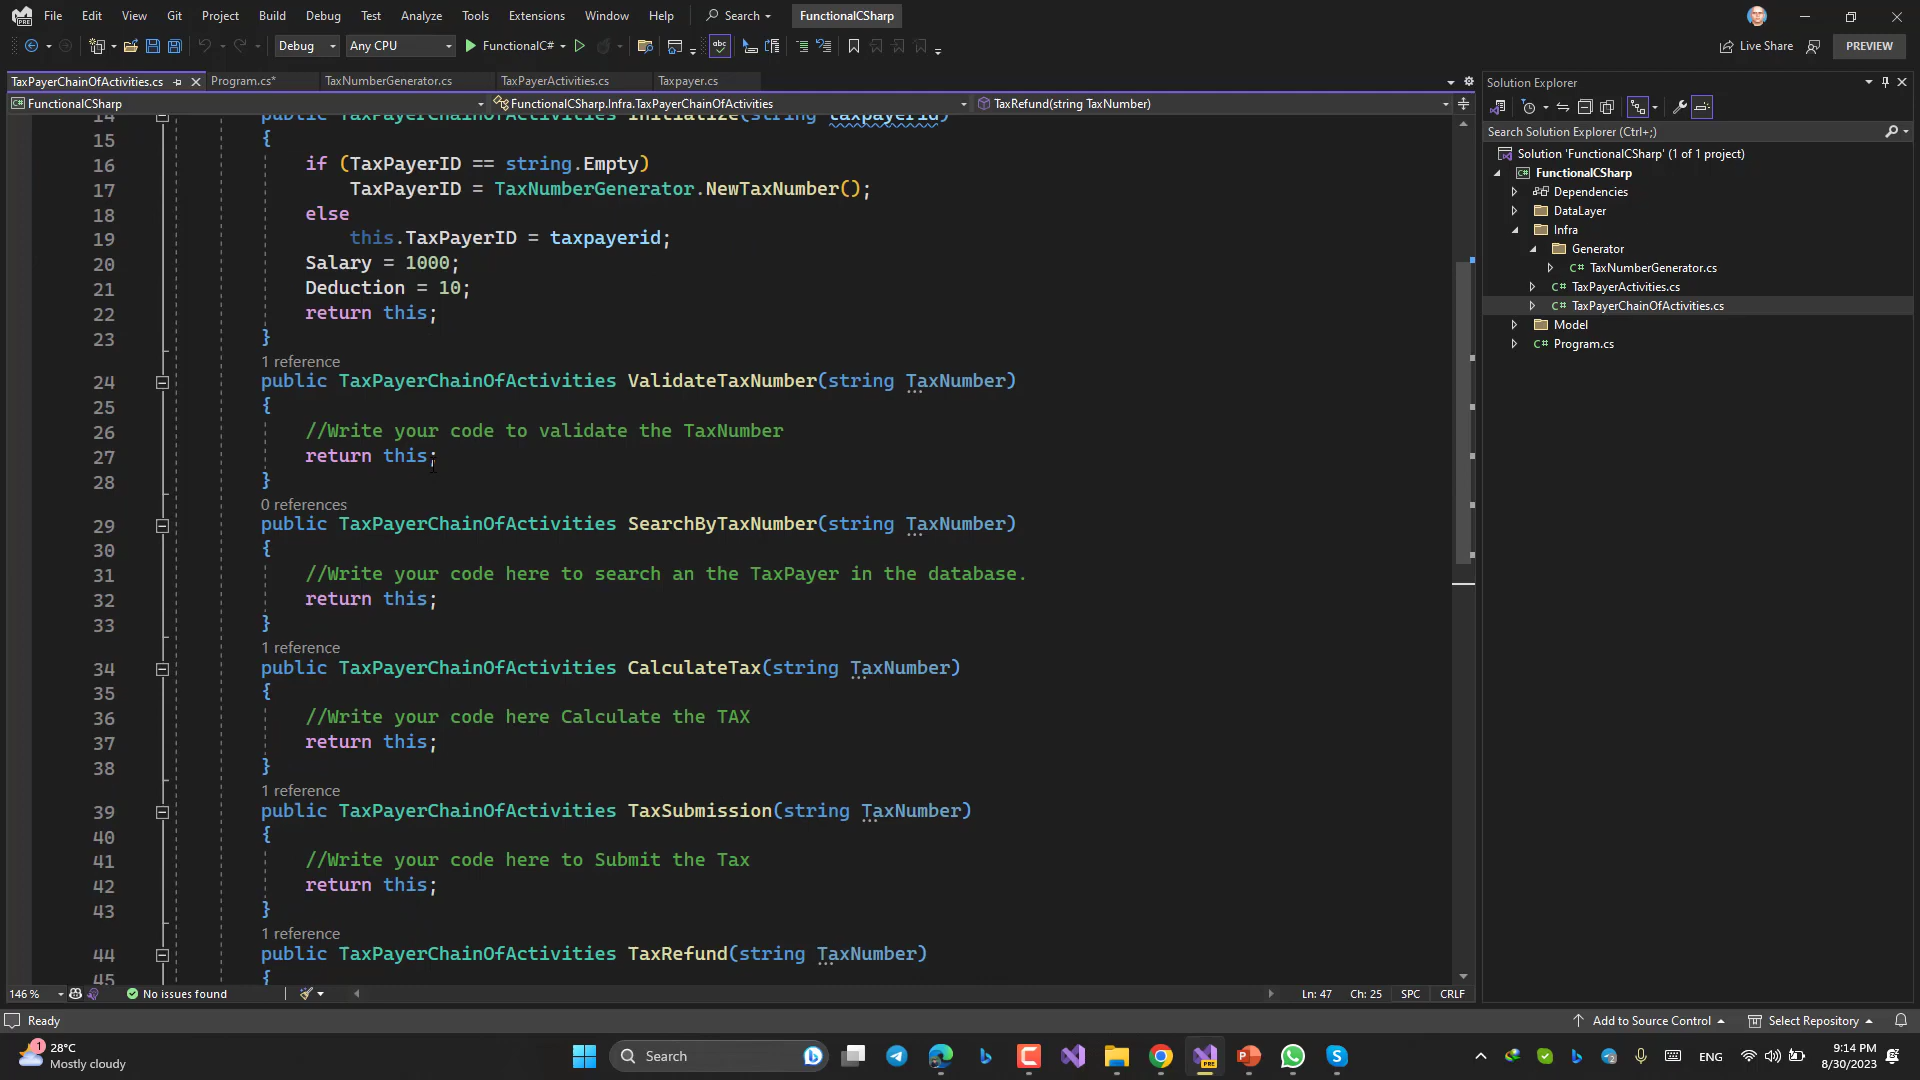 File Edit View Git Project Build Debug Test Analyze Tools Extensions Window Help Search FunctionalCSharp
Debug Any CPU FunctionalC# Live Share PREVIEW
TaxPayerChainOfActivities.cs Program.cs* TaxNumberGenerator.cs TaxPayerActivities.cs Taxpayer.cs
FunctionalCSharp FunctionalCSharp.Infra.TaxPayerChainOfActivities TaxRefund(string TaxNumber)
14 public TaxPayerChainOfActivities Initialize(string taxpayerid)
15 {
16 if (TaxPayerID == string.Empty)
17 TaxPayerID = TaxNumberGenerator.NewTaxNumber();
18 else
19 this.TaxPayerID = taxpayerid;
20 Salary = 1000;
21 Deduction = 10;
22 return this;
23 }
1 reference
24 public TaxPayerChainOfActivities ValidateTaxNumber(string TaxNumber)
25 {
26 //Write your code to validate the TaxNumber
27 return this;
28 }
0 references
29 public TaxPayerChainOfActivities SearchByTaxNumber(string TaxNumber)
30 {
31 //Write your code here to search an the TaxPayer in the database.
32 return this;
33 }
1 reference
34 public TaxPayerChainOfActivities CalculateTax(string TaxNumber)
35 {
36 //Write your code here Calculate the TAX
37 return this;
38 }
1 reference
39 public TaxPayerChainOfActivities TaxSubmission(string TaxNumber)
40 {
41 //Write your code here to Submit the Tax
42 return this;
43 }
1 reference
44 public TaxPayerChainOfActivities TaxRefund(string TaxNumber)
45 {
146 % No issues found Ln: 47 Ch: 25 SPC CRLF
Solution Explorer
Search Solution Explorer (Ctrl+;)
Solution 'FunctionalCSharp' (1 of 1 project)
C# FunctionalCSharp
Dependencies
DataLayer
Infra
Generator
C# TaxNumberGenerator.cs
C# TaxPayerActivities.cs
C# TaxPayerChainOfActivities.cs
Model
C# Program.cs
Ready Add to Source Control Select Repository
28°C
Mostly cloudy
Search
ENG
9:14 PM
8/30/2023